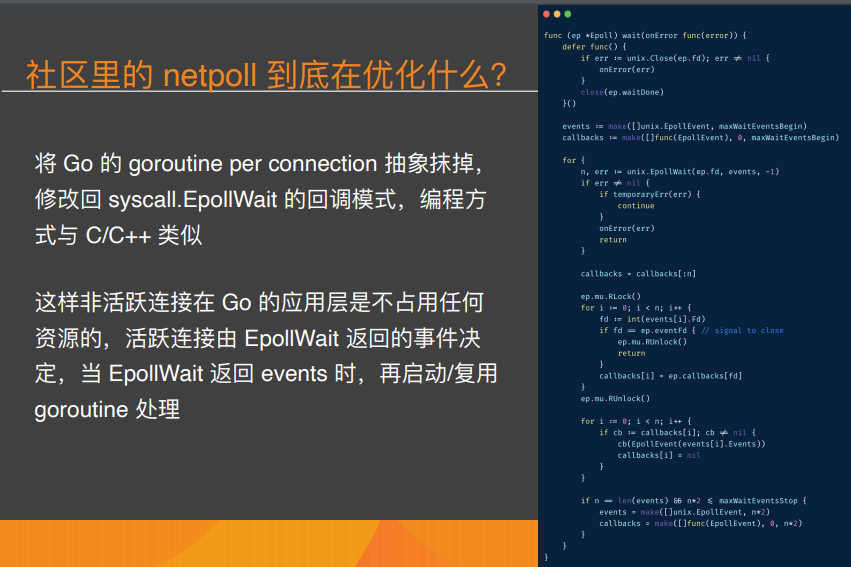 社区里的 netpoll 到底在优化什么？
将 Go 的 goroutine per connection 抽象抹掉，
修改回 syscall.EpollWait 的回调模式，编程方
式与 C/C++ 类似
这样非活跃连接在 Go 的应用层是不占用任何
资源的，活跃连接由 EpollWait 返回的事件决
定，当 EpollWait 返回 events 时，再启动/复用
goroutine 处理
func (ep *Epoll) wait(onError func(error)) {
    defer func() {
        if err := unix.Close(ep.fd); err != nil {
            onError(err)
        }
        close(ep.waitDone)
    }()

    events := make([]unix.EpollEvent, maxWaitEventsBegin)
    callbacks := make([]func(EpollEvent), 0, maxWaitEventsBegin)

    for {
        n, err := unix.EpollWait(ep.fd, events, -1)
        if err != nil {
            if temporaryErr(err) {
                continue
            }
            onError(err)
            return
        }

        callbacks = callbacks[:n]

        ep.mu.RLock()
        for i := 0; i < n; i++ {
            fd := int(events[i].Fd)
            if fd == ep.eventFd { // signal to close
                ep.mu.RUnlock()
                return
            }
            callbacks[i] = ep.callbacks[fd]
        }
        ep.mu.RUnlock()

        for i := 0; i < n; i++ {
            if cb := callbacks[i]; cb != nil {
                cb(EpollEvent(events[i].Events))
                callbacks[i] = nil
            }
        }

        if n == len(events) && n*2 <= maxWaitEventsStop {
            events = make([]unix.EpollEvent, n*2)
            callbacks = make([]func(EpollEvent), 0, n*2)
        }
    }
}